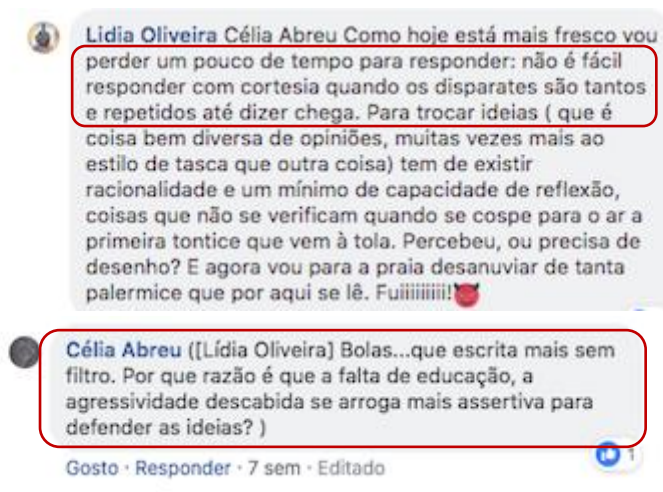 Lidia Oliveira Célia Abreu Como hoje está mais fresco vou
perder um pouco de tempo para responder: não é fácil
responder com cortesia quando os disparates são tantos
e repetidos até dizer chega. Para trocar ideias ( que é
coisa bem diversa de opiniões, muitas vezes mais ao
estilo de tasca que outra coisa) tem de existir
racionalidade e um mínimo de capacidade de reflexão,
coisas que não se verificam quando se cospe para o ar a
primeira tontice que vem à tola. Percebeu, ou precisa de
desenho? E agora vou para a praia desanuviar de tanta
palermice que por aqui se lê. Fuiiiiiiiiii!😈
Célia Abreu ([Lídia Oliveira] Bolas...que escrita mais sem
filtro. Por que razão é que a falta de educação, a
agressividade descabida se arroga mais assertiva para
defender as ideias? )
1
Gosto · Responder · 7 sem · Editado